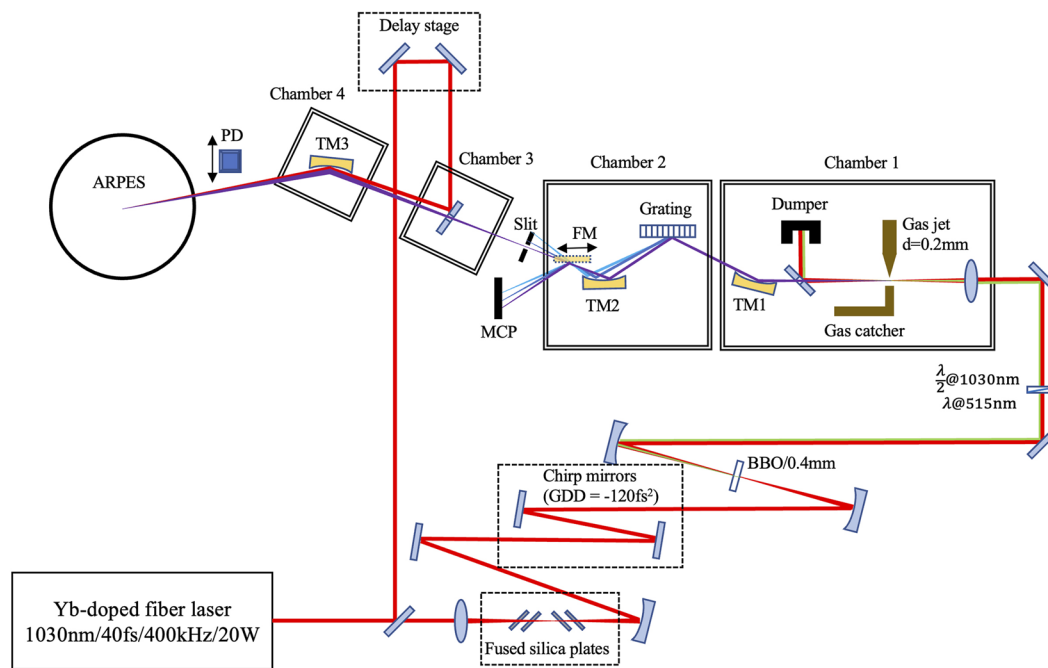 Delay stage
Chamber 4
PD
TM3
ARPES
Chamber 3
Chamber 2
Chamber 1
Slit
FM
Grating
Dumper
Gas jet
d=0.2mm
TM2
TM1
MCP
Gas catcher
λ/2@1030nm
λ@515nm
BBO/0.4mm
Chirp mirrors
(GDD = -120fs²)
Yb-doped fiber laser
1030nm/40fs/400kHz/20W
Fused silica plates